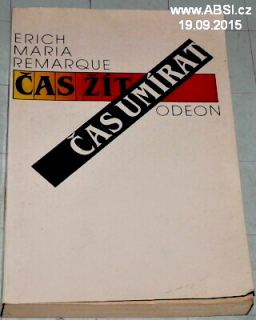 www.ABSI.cz
19.09.2015
ERICH
MARIA
REMARQUE
ČAS ŽÍT
ČAS UMÍRAT
ODEON